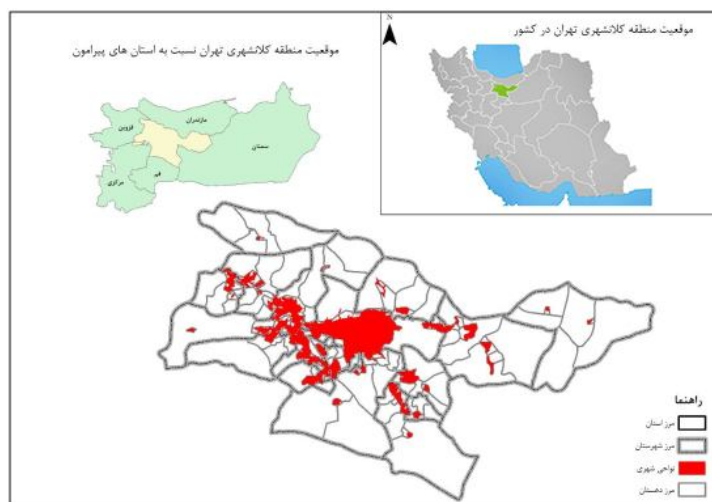 موقعیت منطقه کلانشهری تهران در کشور
N
موقعیت منطقه کلانشهری تهران نسبت به استان های پیرامون
مازندران
قزوین
سمنان
قم
مرکزی
راهنما
مرز استان
مرز شهرستان
نواحی شهری
مرز دهستان